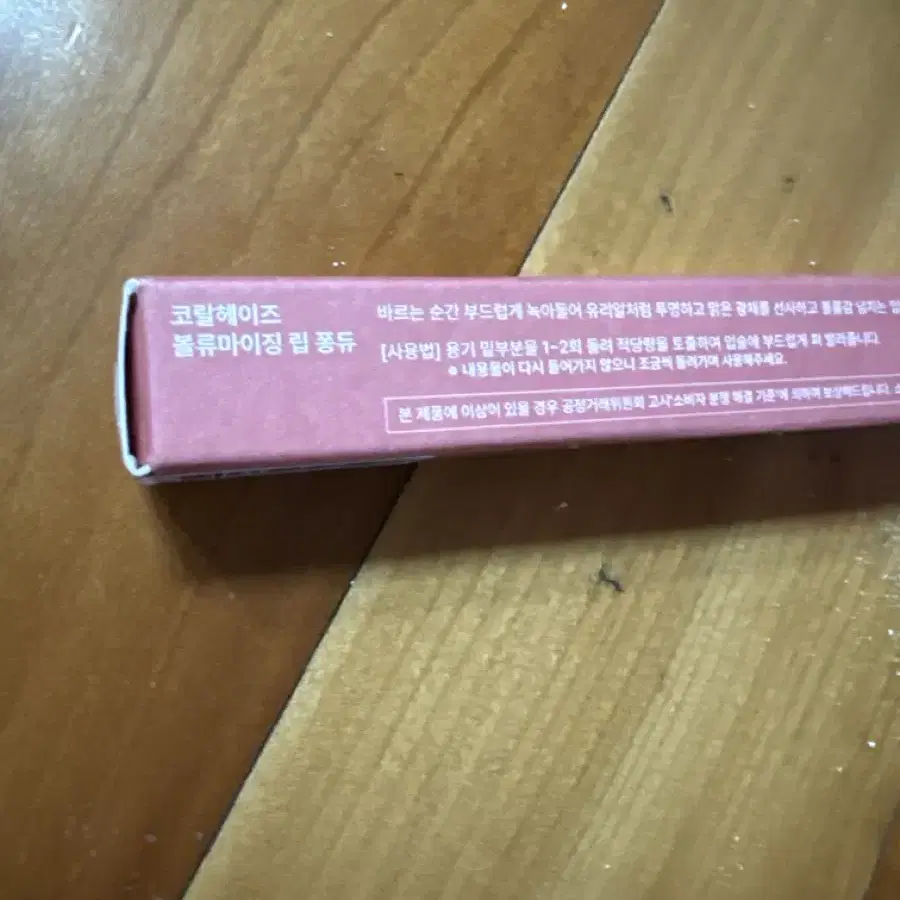 코랄헤이즈
볼류마이징 립 퐁듀
바르는 순간 부드럽게 녹아들어 유리알처럼 투명하고 맑은 광채를 선사하고 볼륨감 넘치는
[사용법] 용기 밑부분을 1~2회 돌려 적당량을 토출하여 입술에 부드럽게 펴 발라줍니다.
※ 내용물이 다시 들어가지 않으니 조금씩 돌려가며 사용해주세요.
본 제품에 이상이 있을 경우 공정거래위원회 고시'소비자 분쟁 해결 기준'에 의하여 보상해드립니다.